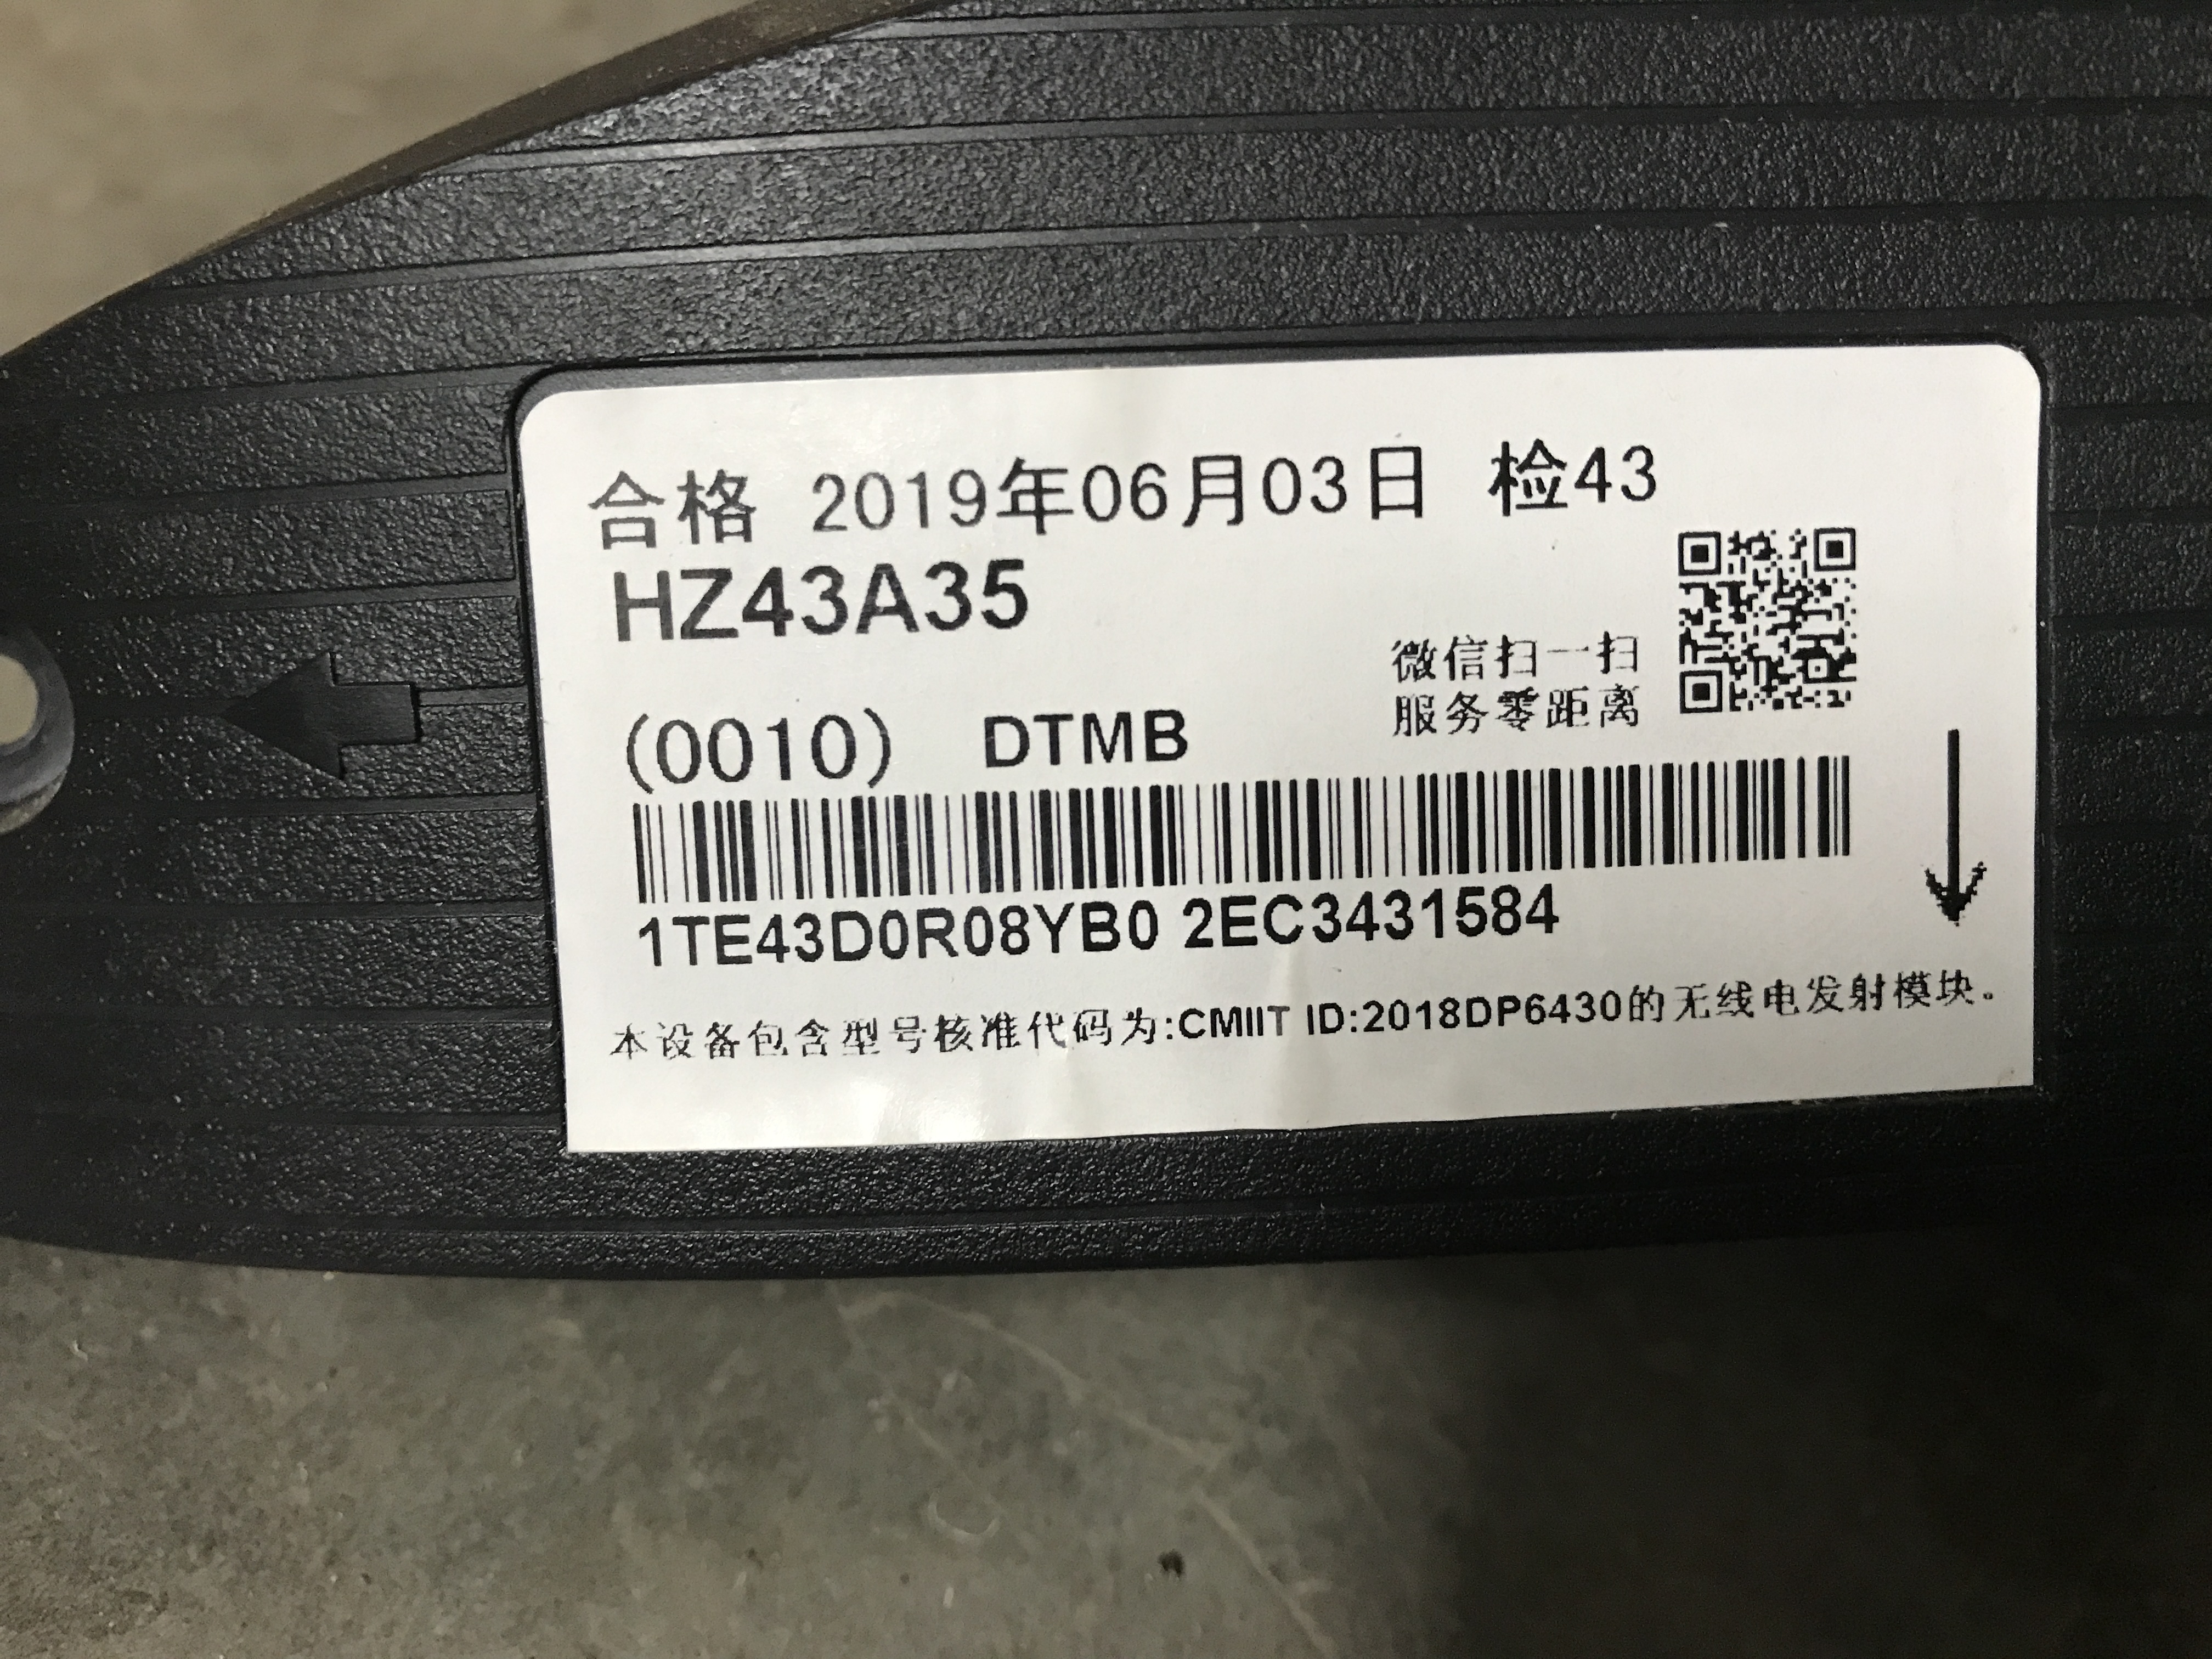 合格 2019年06月03日 检43
HZ43A35
微信扫一扫
服务零距离
(0010) DTMB
1TE43D0R08YB0 2EC3431584
本设备包含型号核准代码为:CMIIT ID:2018DP6430的无线电发射模块。